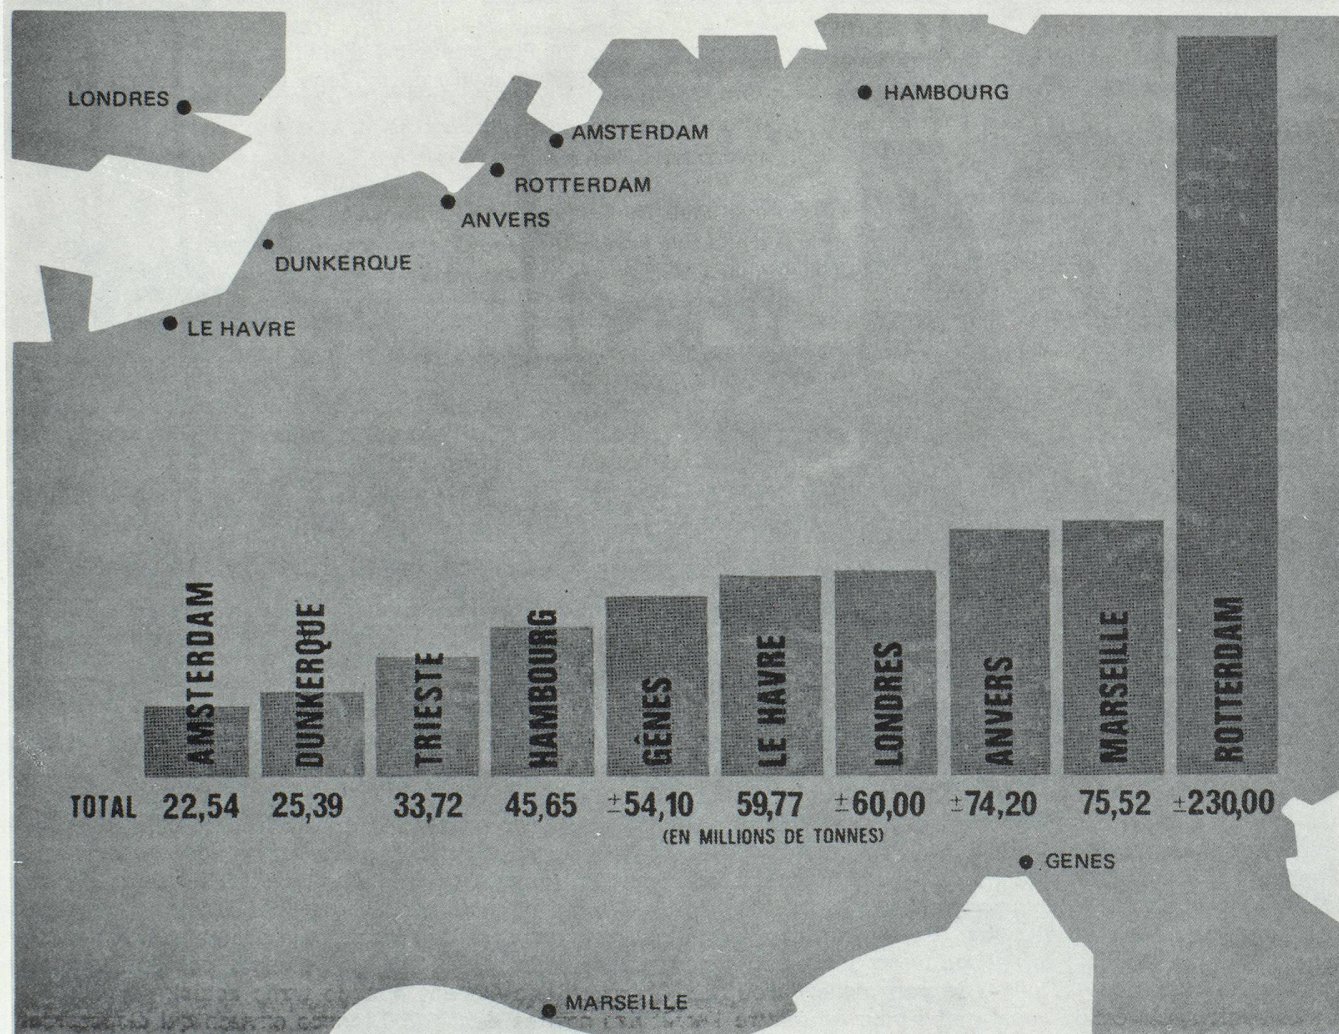 LONDRES
HAMBOURG
AMSTERDAM
ROTTERDAM
ANVERS
DUNKERQUE
LE HAVRE
AMSTERDAM
DUNKERQUE
TRIESTE
HAMBOURG
GÊNES
LE HAVRE
LONDRES
ANVERS
MARSEILLE
ROTTERDAM
TOTAL 22,54 25,39 33,72 45,65 ±54,10 59,77 ±60,00 ±74,20 75,52 ±230,00
(EN MILLIONS DE TONNES)
GENES
MARSEILLE